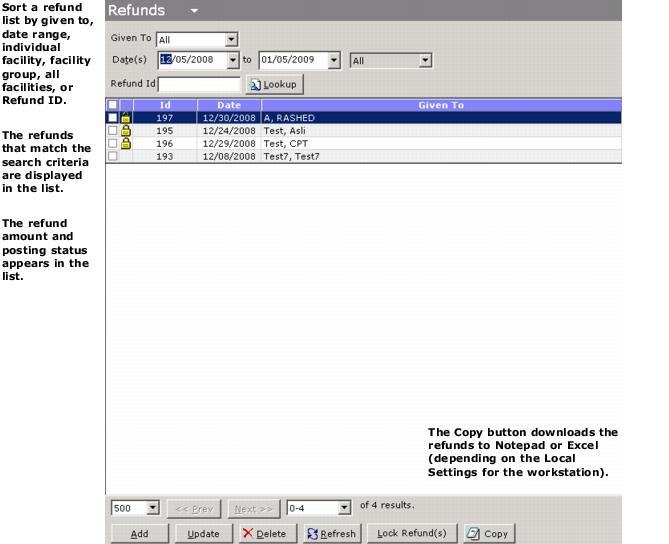 Sort a refund
list by given to,
date range,
individual
facility, facility
group, all
facilities, or
Refund ID.
The refunds
that match the
search criteria
are displayed
in the list.
The refund
amount and
posting status
appears in the
list.
Refunds
Given To All
Date(s) 12/05/2008 to 01/05/2009 All
Refund Id Lookup
Id Date Given To
197 12/30/2008 A, RASHED
195 12/24/2008 Test, Asli
196 12/29/2008 Test, CPT
193 12/08/2008 Test7, Test7
The Copy button downloads the
refunds to Notepad or Excel
(depending on the Local
Settings for the workstation).
500 << Prev Next >> 0-4 of 4 results.
Add Update Delete Refresh Lock Refund(s) Copy